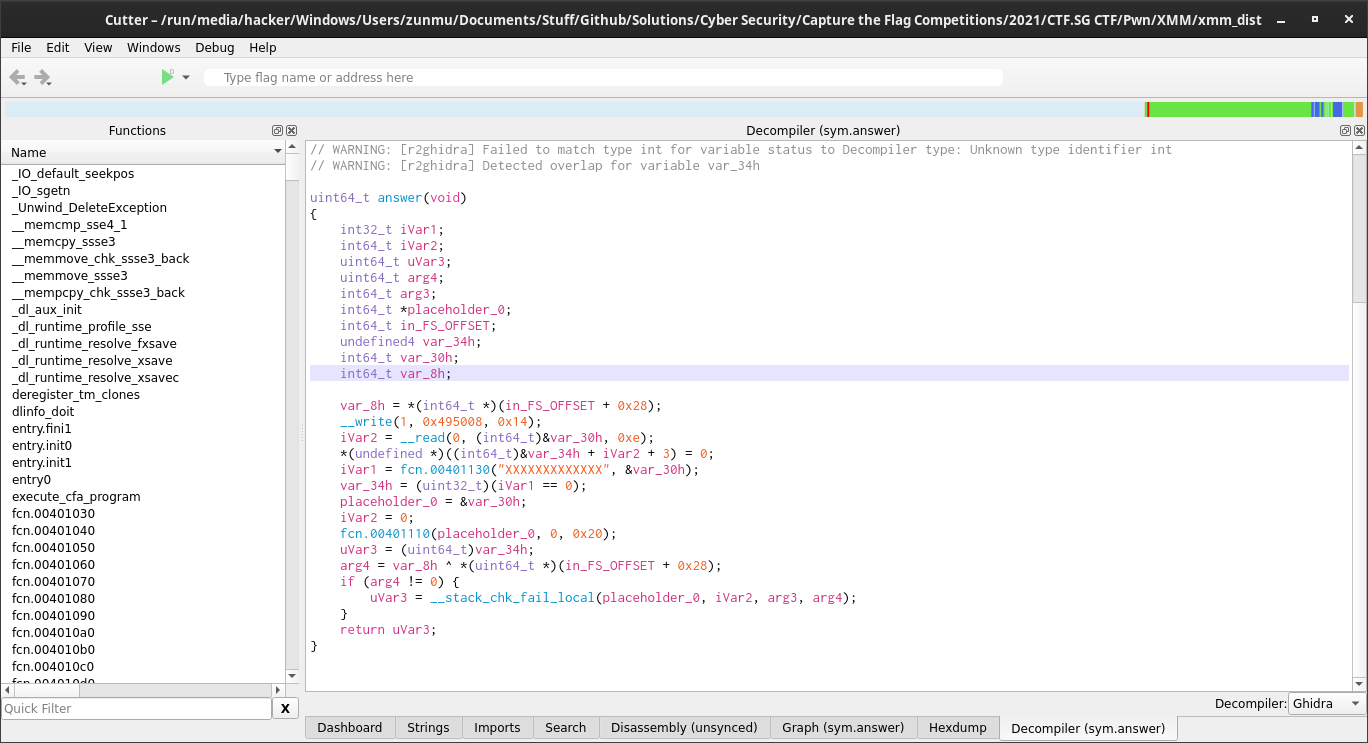 Cutter – /run/media/hacker/Windows/Users/zunmu/Documents/Stuff/Github/Solutions/Cyber Security/Capture the Flag Competitions/2021/CTF.SG CTF/Pwn/XMM/xmm_dist
File Edit View Windows Debug Help
Type flag name or address here
Functions
Name
_IO_default_seekpos
_IO_sgetn
_Unwind_DeleteException
__memcmp_sse4_1
__memcpy_ssse3
__memmove_chk_ssse3_back
__memmove_ssse3
__mempcpy_chk_ssse3_back
_dl_aux_init
_dl_runtime_profile_sse
_dl_runtime_resolve_fxsave
_dl_runtime_resolve_xsave
_dl_runtime_resolve_xsavec
deregister_tm_clones
dlinfo_doit
entry.fini1
entry.init0
entry.init1
entry0
execute_cfa_program
fcn.00401030
fcn.00401040
fcn.00401050
fcn.00401060
fcn.00401070
fcn.00401080
fcn.00401090
fcn.004010a0
fcn.004010b0
fcn.004010c0
fcn.004010d0
Quick Filter X
Decompiler (sym.answer)
// WARNING: [r2ghidra] Failed to match type int for variable status to Decompiler type: Unknown type identifier int
// WARNING: [r2ghidra] Detected overlap for variable var_34h
uint64_t answer(void)
{
int32_t iVar1;
int64_t iVar2;
uint64_t uVar3;
uint64_t arg4;
int64_t arg3;
int64_t *placeholder_0;
int64_t in_FS_OFFSET;
undefined4 var_34h;
int64_t var_30h;
int64_t var_8h;
var_8h = *(int64_t *)(in_FS_OFFSET + 0x28);
__write(1, 0x495008, 0x14);
iVar2 = __read(0, (int64_t)&var_30h, 0xe);
*(undefined *)((int64_t)&var_34h + iVar2 + 3) = 0;
iVar1 = fcn.00401130("XXXXXXXXXXXXX", &var_30h);
var_34h = (uint32_t)(iVar1 == 0);
placeholder_0 = &var_30h;
iVar2 = 0;
fcn.00401110(placeholder_0, 0, 0x20);
uVar3 = (uint64_t)var_34h;
arg4 = var_8h ^ *(uint64_t *)(in_FS_OFFSET + 0x28);
if (arg4 != 0) {
uVar3 = __stack_chk_fail_local(placeholder_0, iVar2, arg3, arg4);
}
return uVar3;
}
Decompiler: Ghidra
Dashboard Strings Imports Search Disassembly (unsynced) Graph (sym.answer) Hexdump Decompiler (sym.answer)